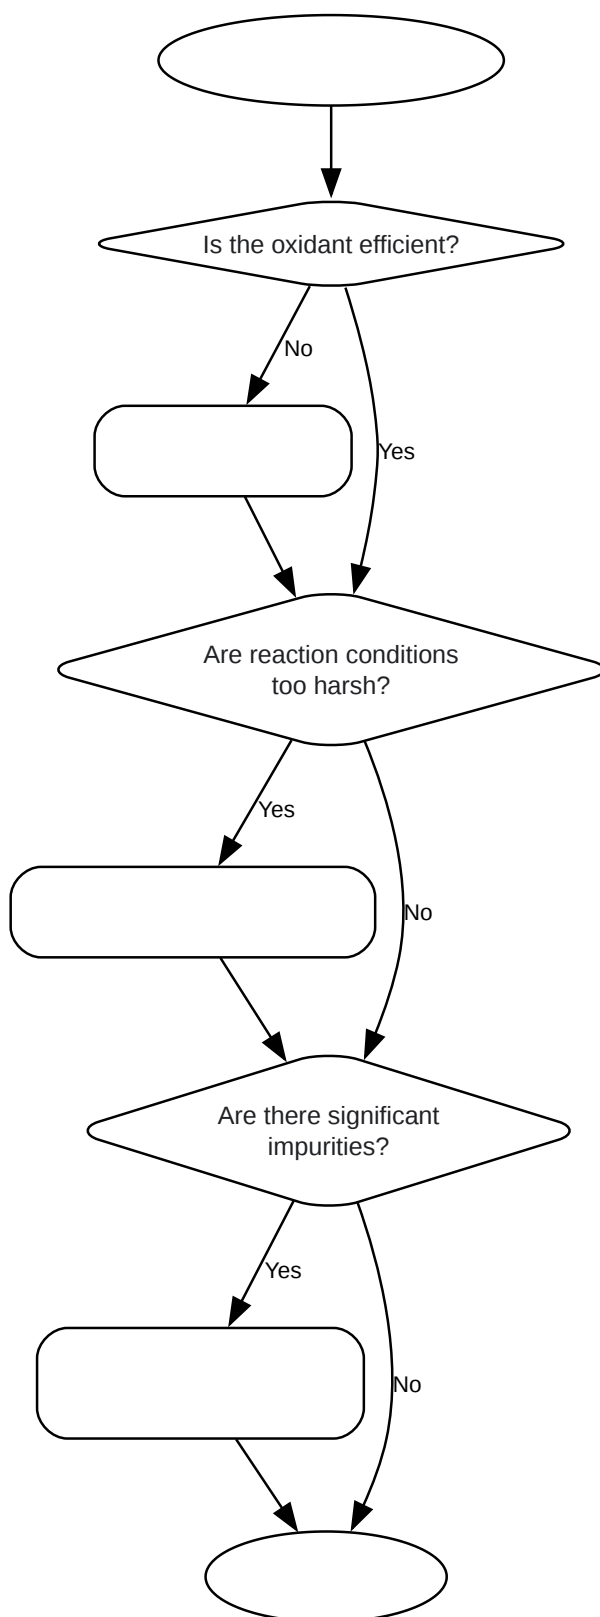 Is the oxidant efficient?
No
Yes
Are reaction conditions
too harsh?
Yes
No
Are there significant
impurities?
Yes
No